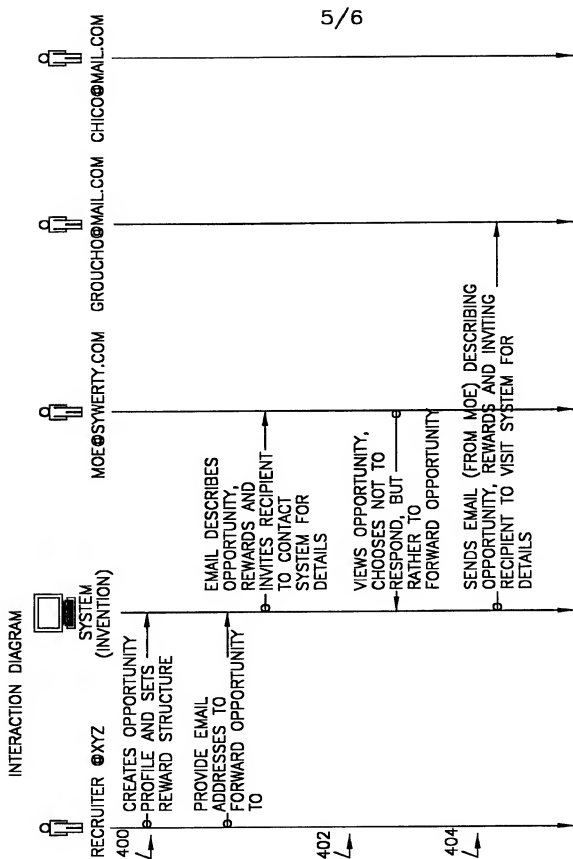 5/6
INTERACTION DIAGRAM
RECRUITER @XYZ
SYSTEM
(INVENTION)
MOE@SYWERTY.COM
GROUCHO@MAIL.COM
CHICO@MAIL.COM
400
CREATES OPPORTUNITY
PROFILE AND SETS
REWARD STRUCTURE
PROVIDE EMAIL
ADDRESSES TO
FORWARD OPPORTUNITY
TO
EMAIL DESCRIBES
OPPORTUNITY,
REWARDS AND
INVITES RECIPIENT
TO CONTACT
SYSTEM FOR
DETAILS
402
VIEWS OPPORTUNITY,
CHOOSES NOT TO
RESPOND, BUT
RATHER TO
FORWARD OPPORTUNITY
404
SENDS EMAIL (FROM MOE) DESCRIBING
OPPORTUNITY, REWARDS AND INVITING
RECIPIENT TO VISIT SYSTEM FOR
DETAILS